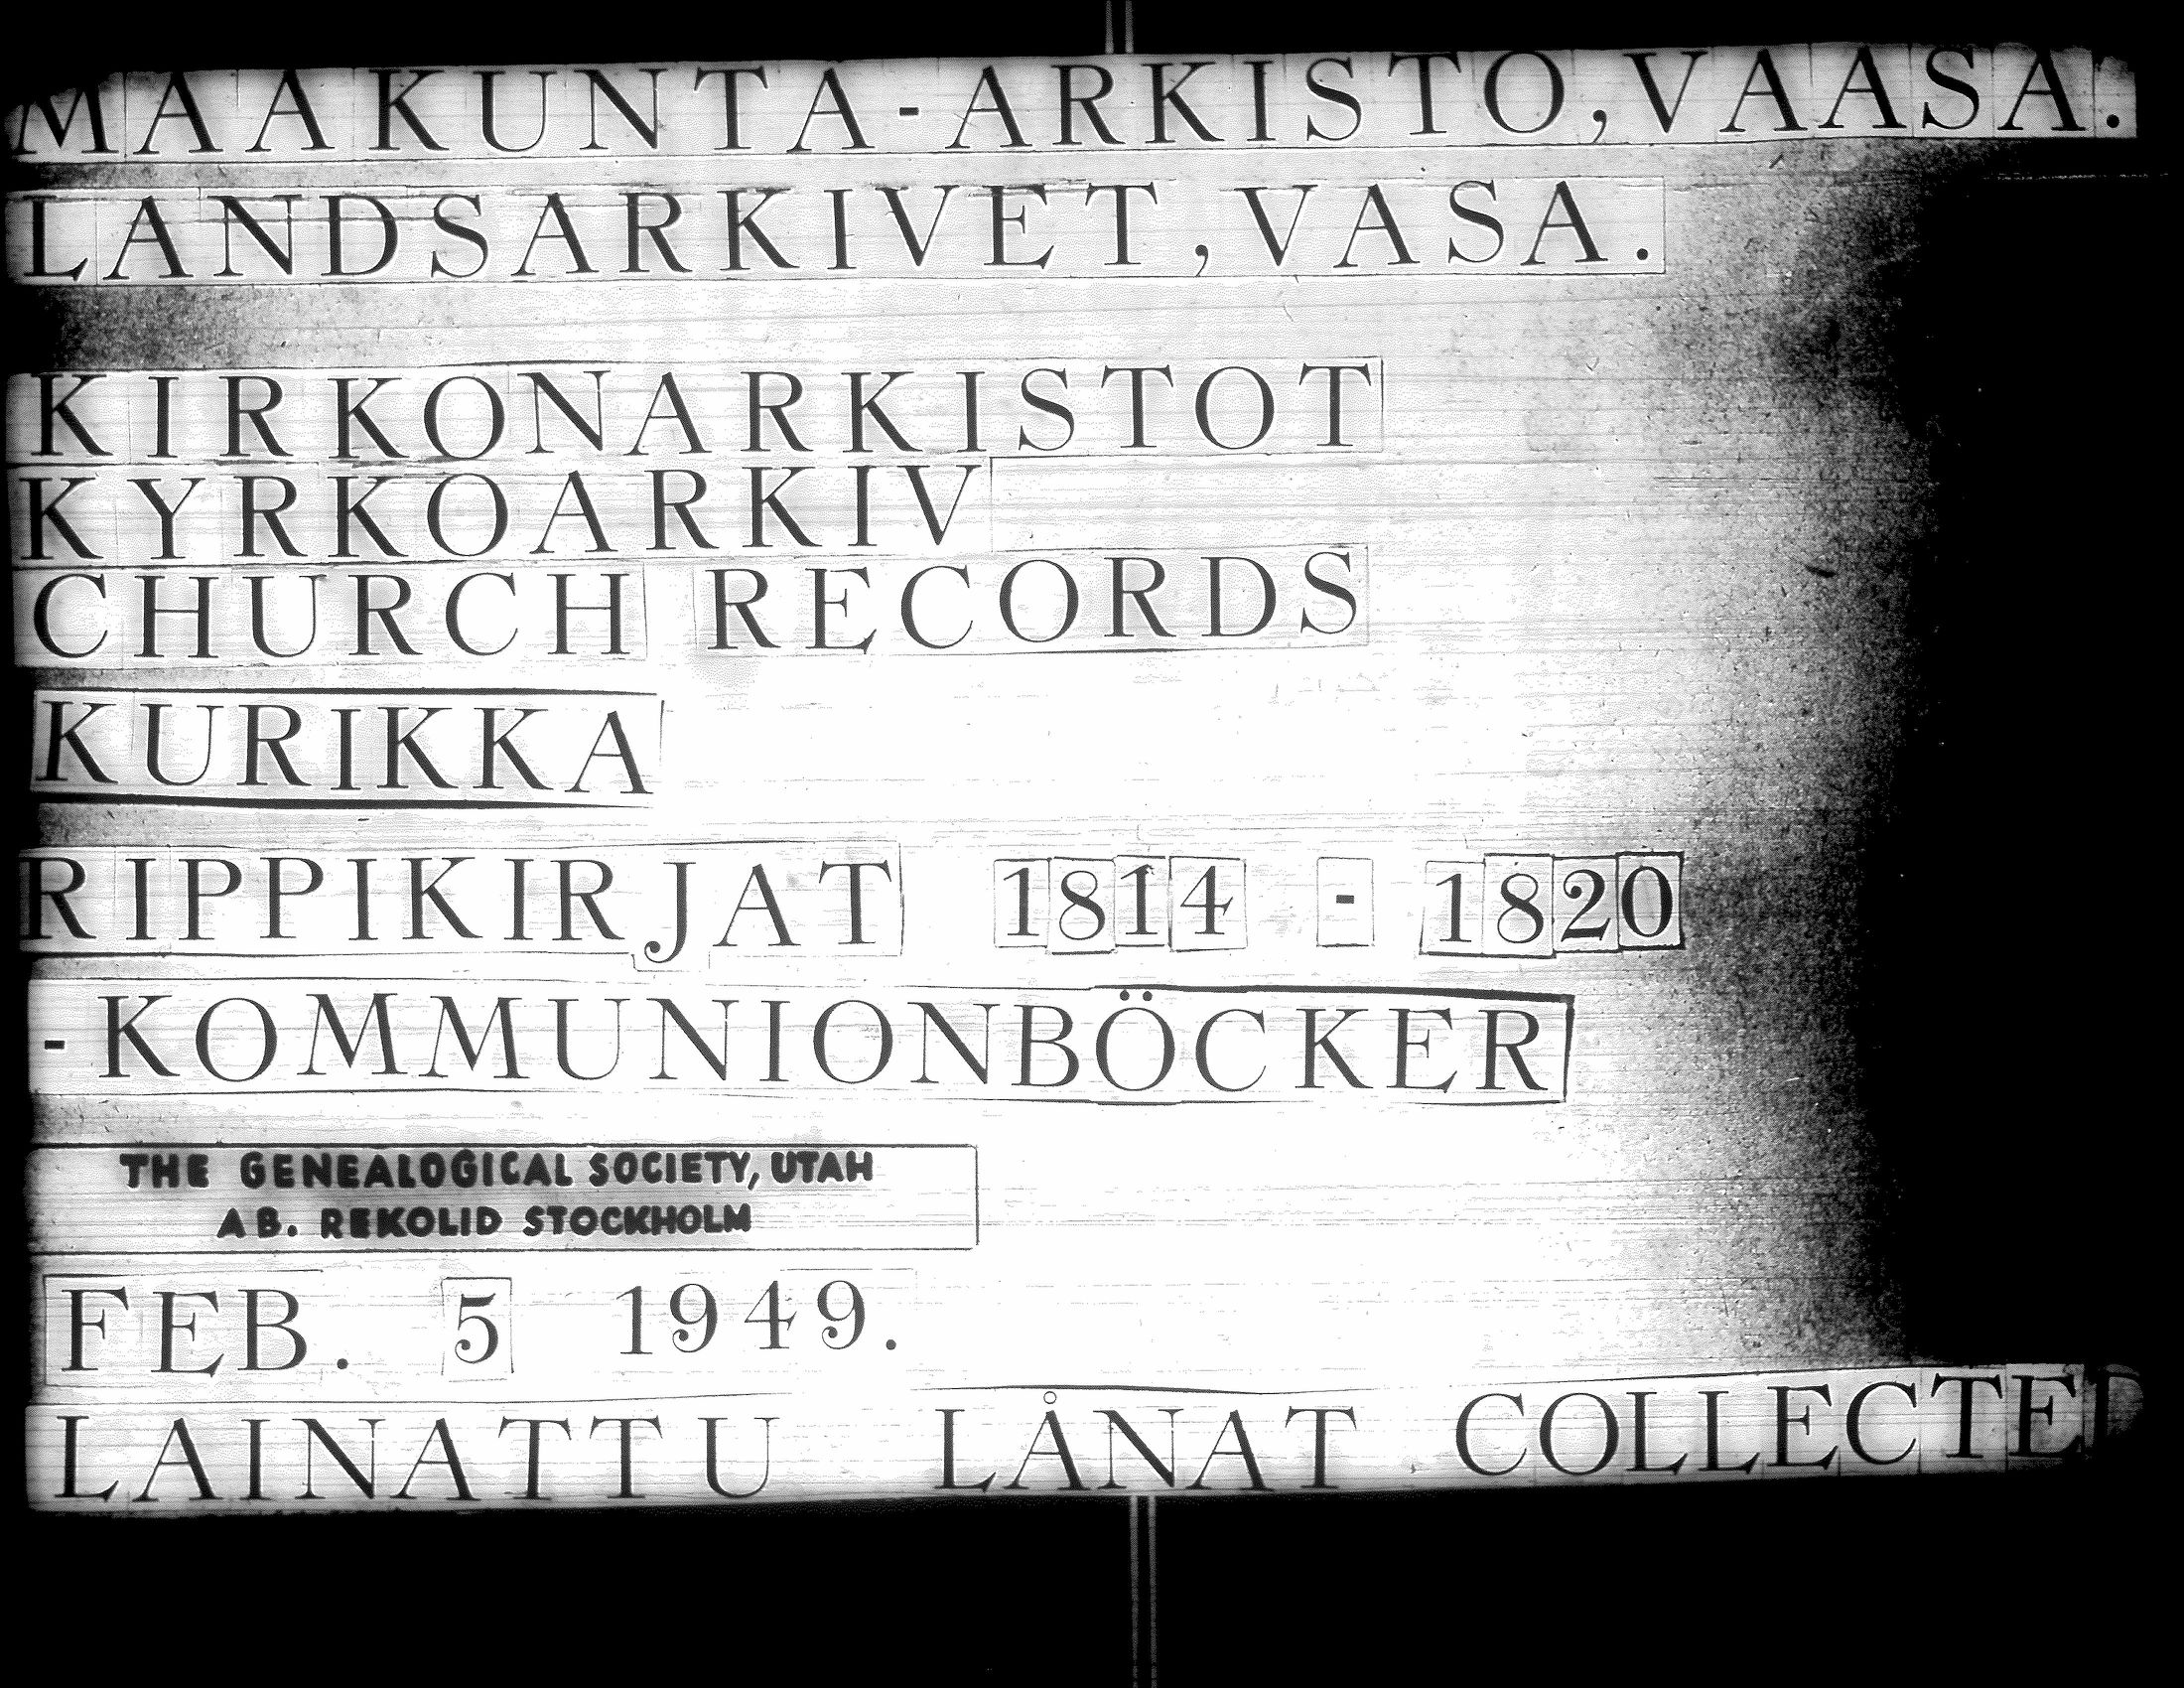 MAAKUNTA-ARKISTO, VAASA.
LANDSARKIVET, VASA.
KIRKONARKISTOT
KYRKOARKIV
CHURCH RECORDS
KURIKKA
RIPPIKIRJAT 1814 - 1820
-KOMMUNIONBÖCKER
THE GENEALOGICAL SOCIETY, UTAH
AB. REKOLID STOCKHOLM
FEB. 5 1949.
LAINATTU LÅNAT COLLECTED